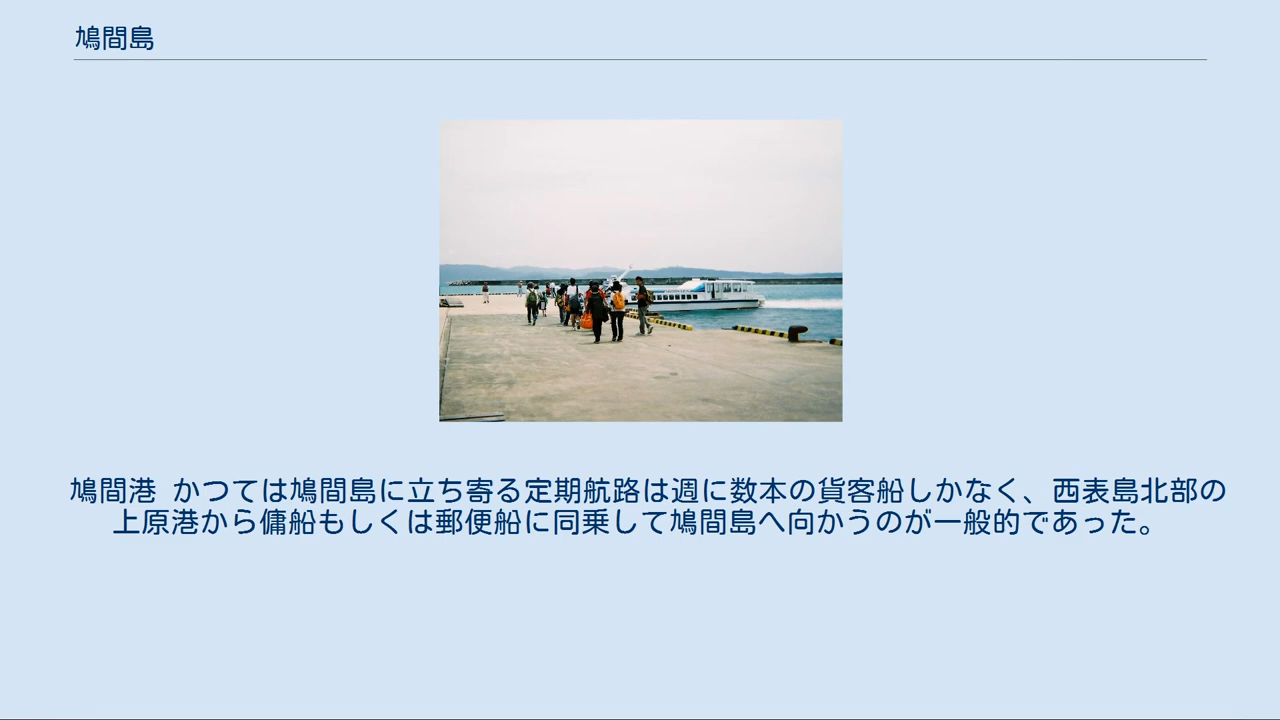 鳩間島
鳩間港 かつては鳩間島に立ち寄る定期航路は週に数本の貨客船しかなく、西表島北部の
上原港から傭船もしくは郵便船に同乗して鳩間島へ向かうのが一般的であった。